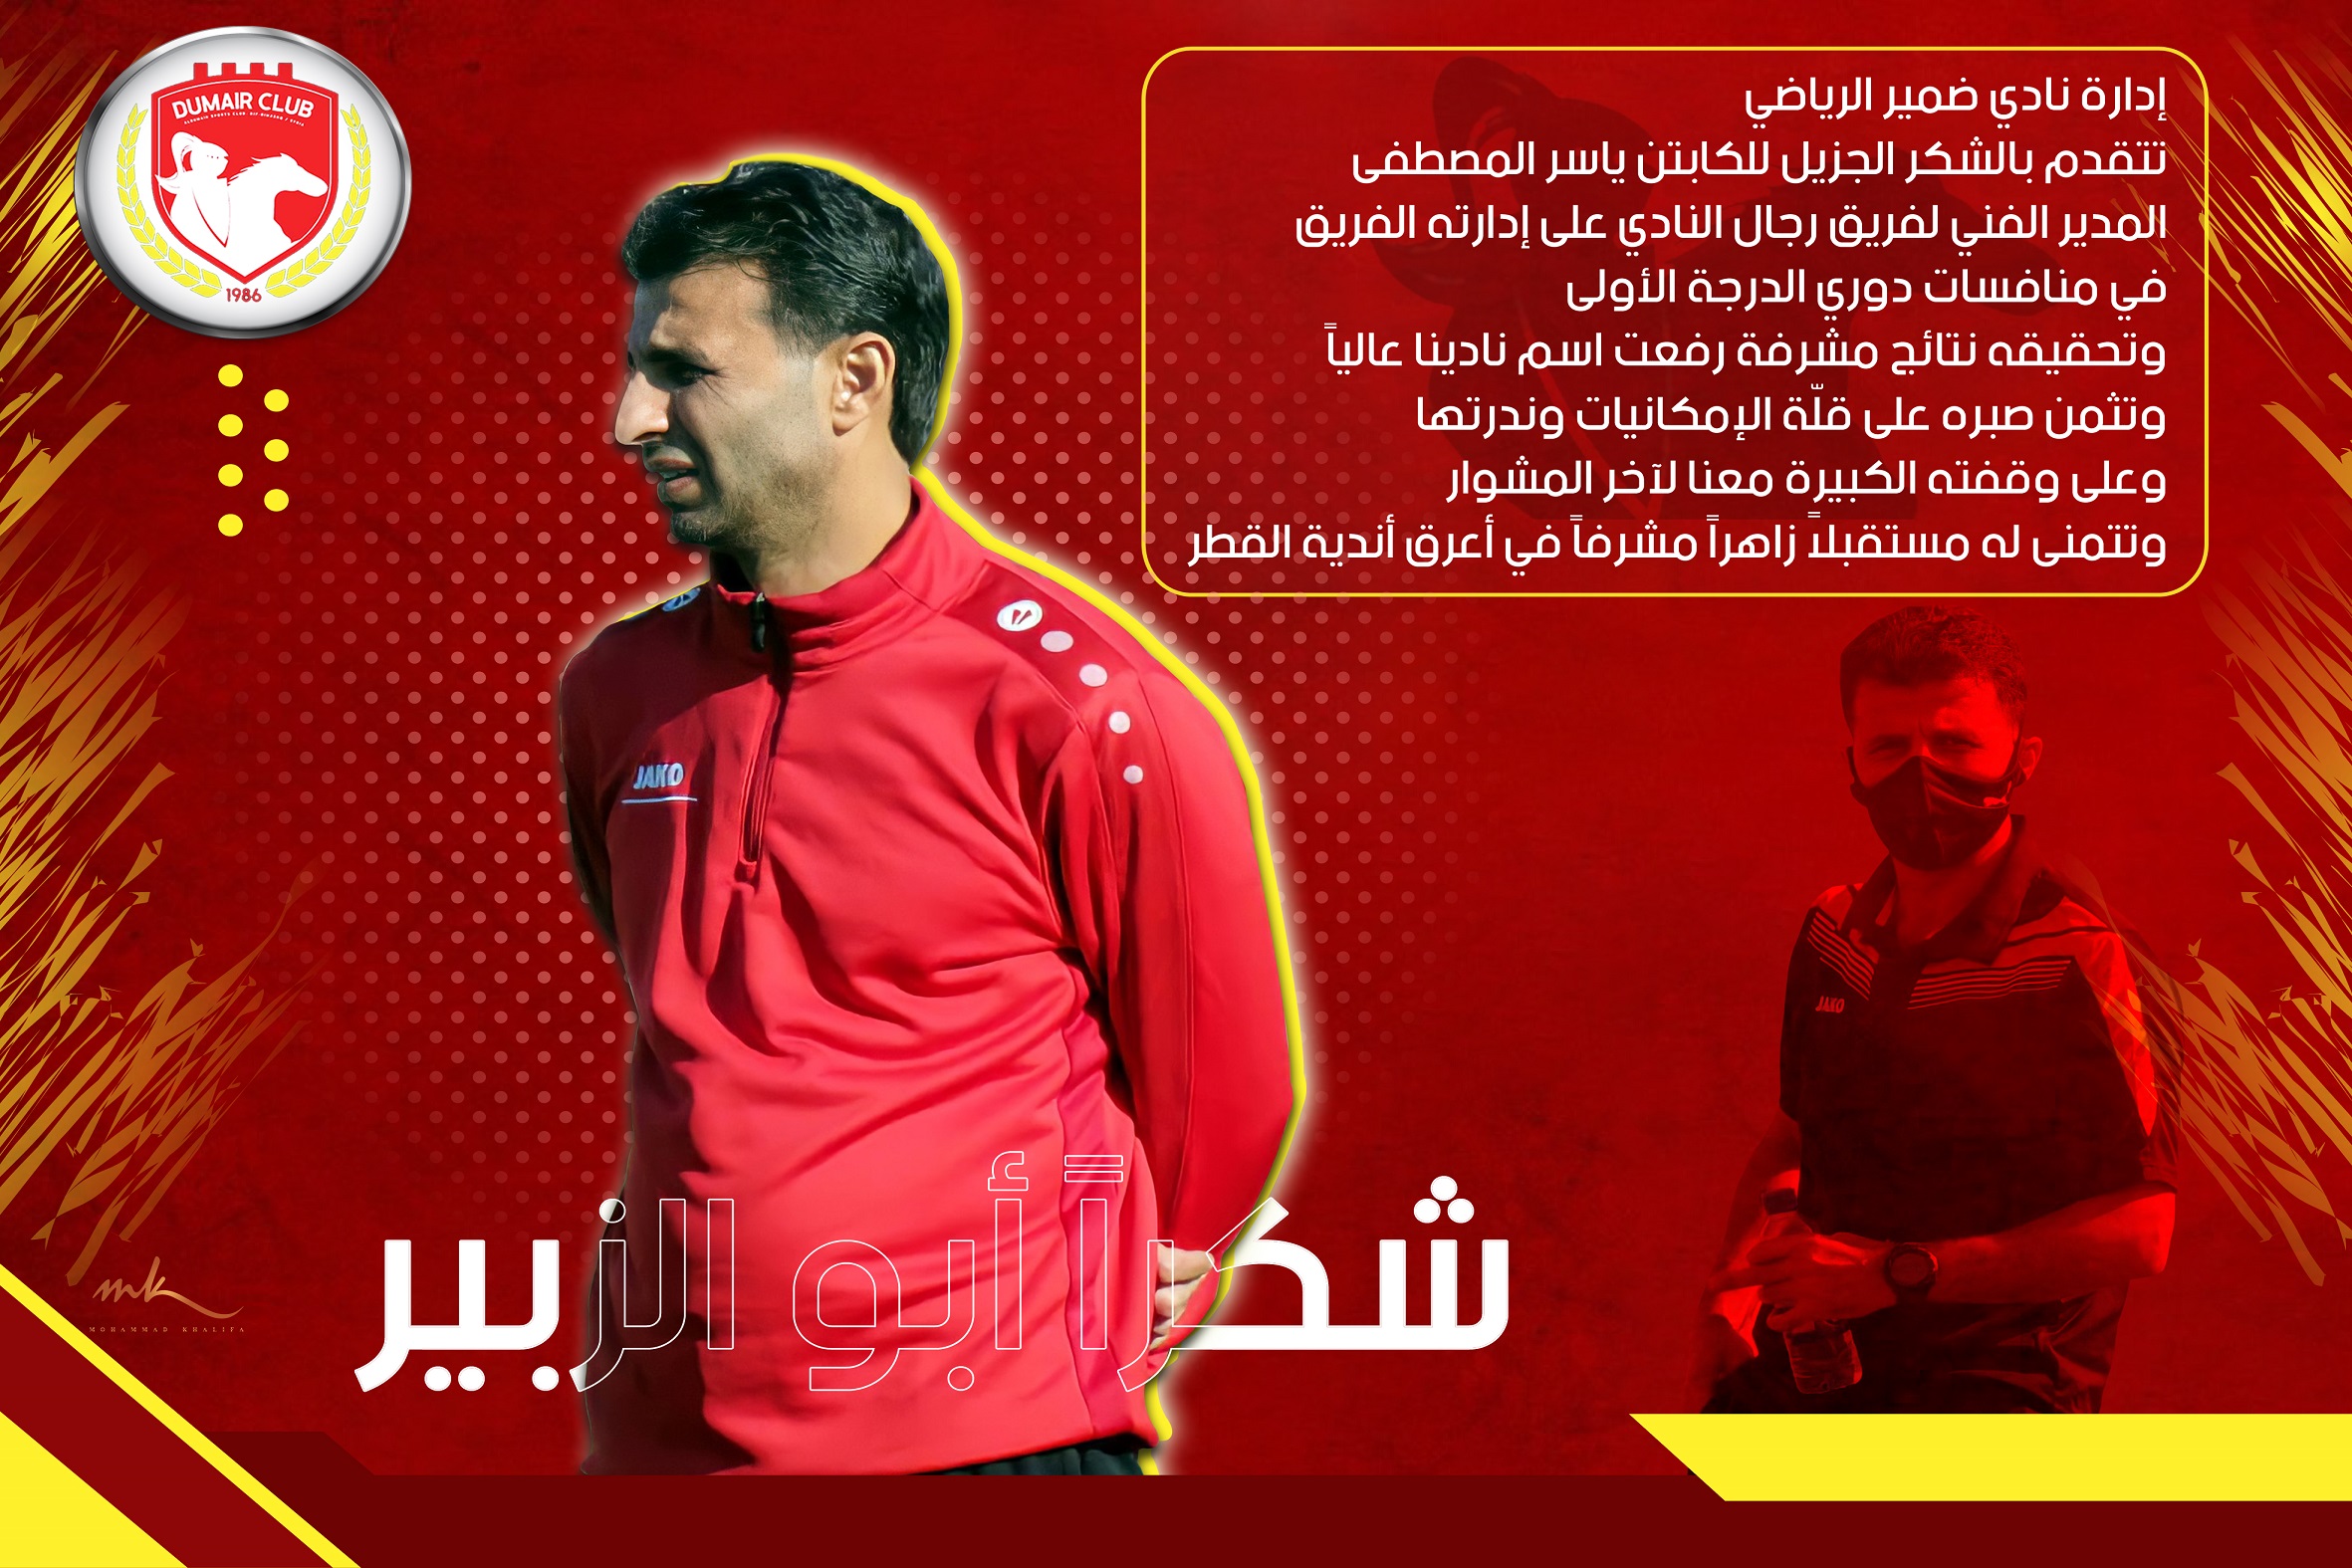 DUMAIR CLUB
1986
إدارة نادي ضمير الرياضي
تتقدم بالشكر الجزيل للكابتن ياسر المصطفى
المدير الفني لفريق رجال النادي على إدارته الفريق
في منافسات دوري الدرجة الأولى
وتحقيقه نتائج مشرفة رفعت اسم نادينا عالياً
وتثمن صبره على قلّة الإمكانيات وندرتها
وعلى وقفته الكبيرة معنا لآخر المشوار
وتتمنى له مستقبلاً زاهراً مشرفاً في أعرق أندية القطر
JAKO
JAKO
شكراً أبو الزبير
mk
MOHAMMAD KHALIFA